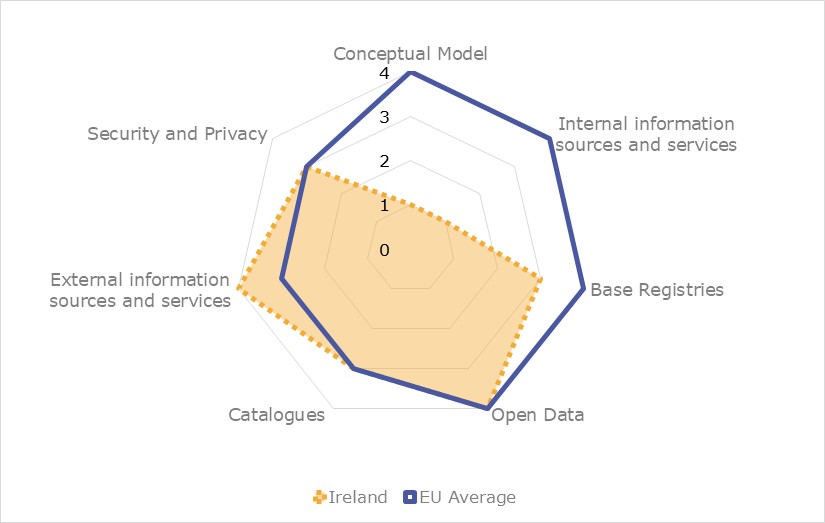 Conceptual Model
4
3
2
1
0
Internal information
sources and services
Security and Privacy
External information
sources and services
Base Registries
Catalogues
Open Data
Ireland
EU Average